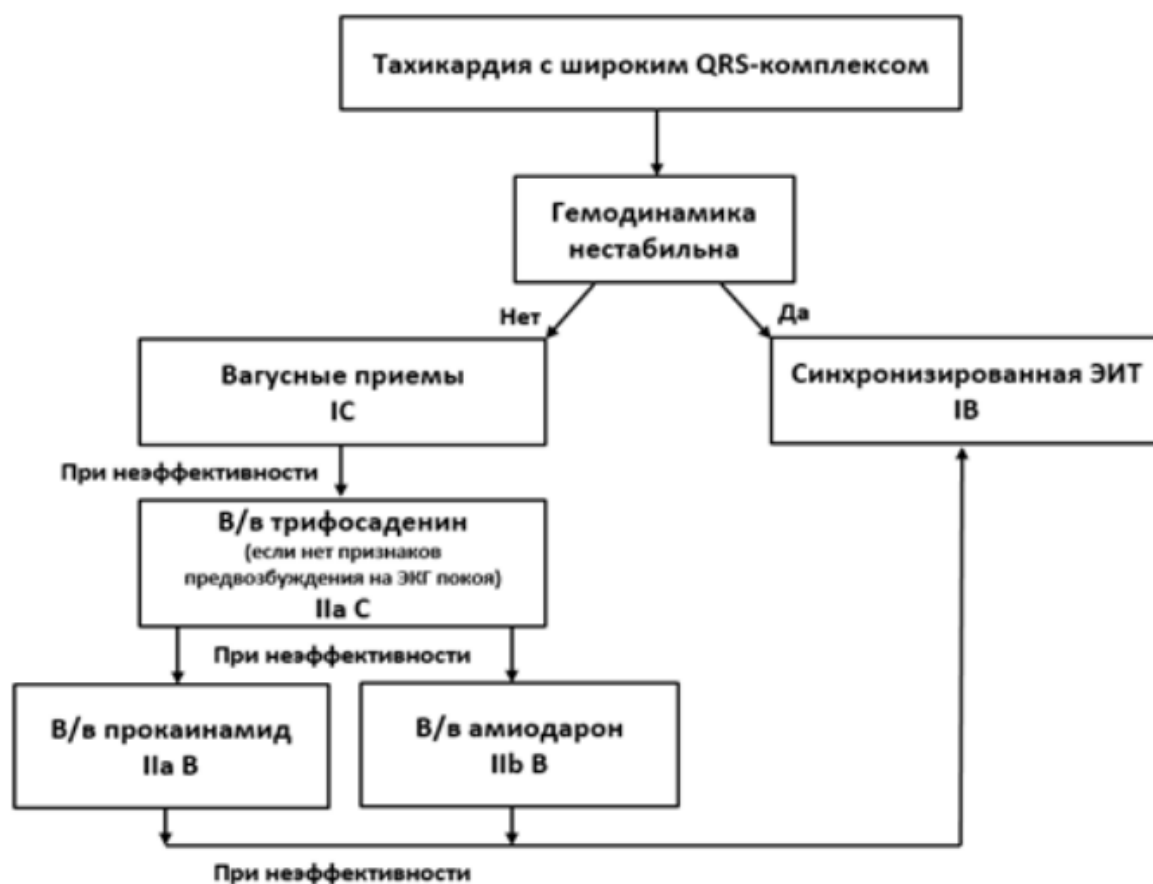 Тахикардия с широким QRS-комплексом
Гемодинамика
нестабильна
Нет
Да
Вагусные приемы
IC
Синхронизированная ЭИТ
IB
При неэффективности
В/в трифосаденин
(если нет признаков
предвозбуждения на ЭКГ покоя)
IIa C
При неэффективности
В/в прокаинамид
IIa B
В/в амиодарон
IIb B
При неэффективности